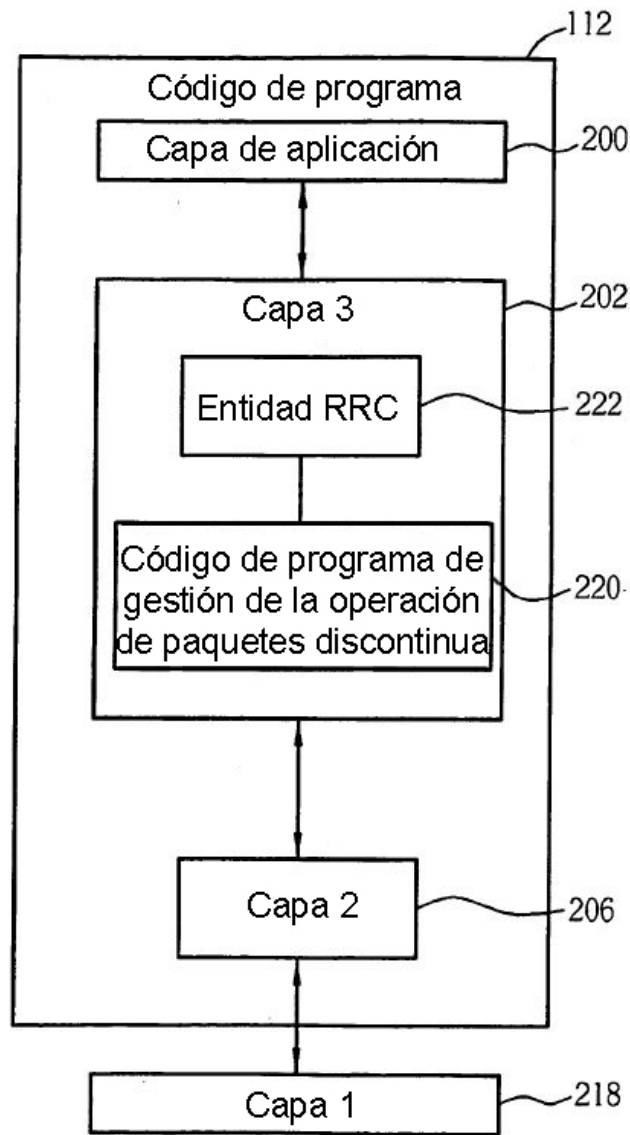 112
Código de programa
Capa de aplicación
200
Capa 3
202
Entidad RRC
222
Código de programa de
gestión de la operación
de paquetes discontinua
220
Capa 2
206
Capa 1
218